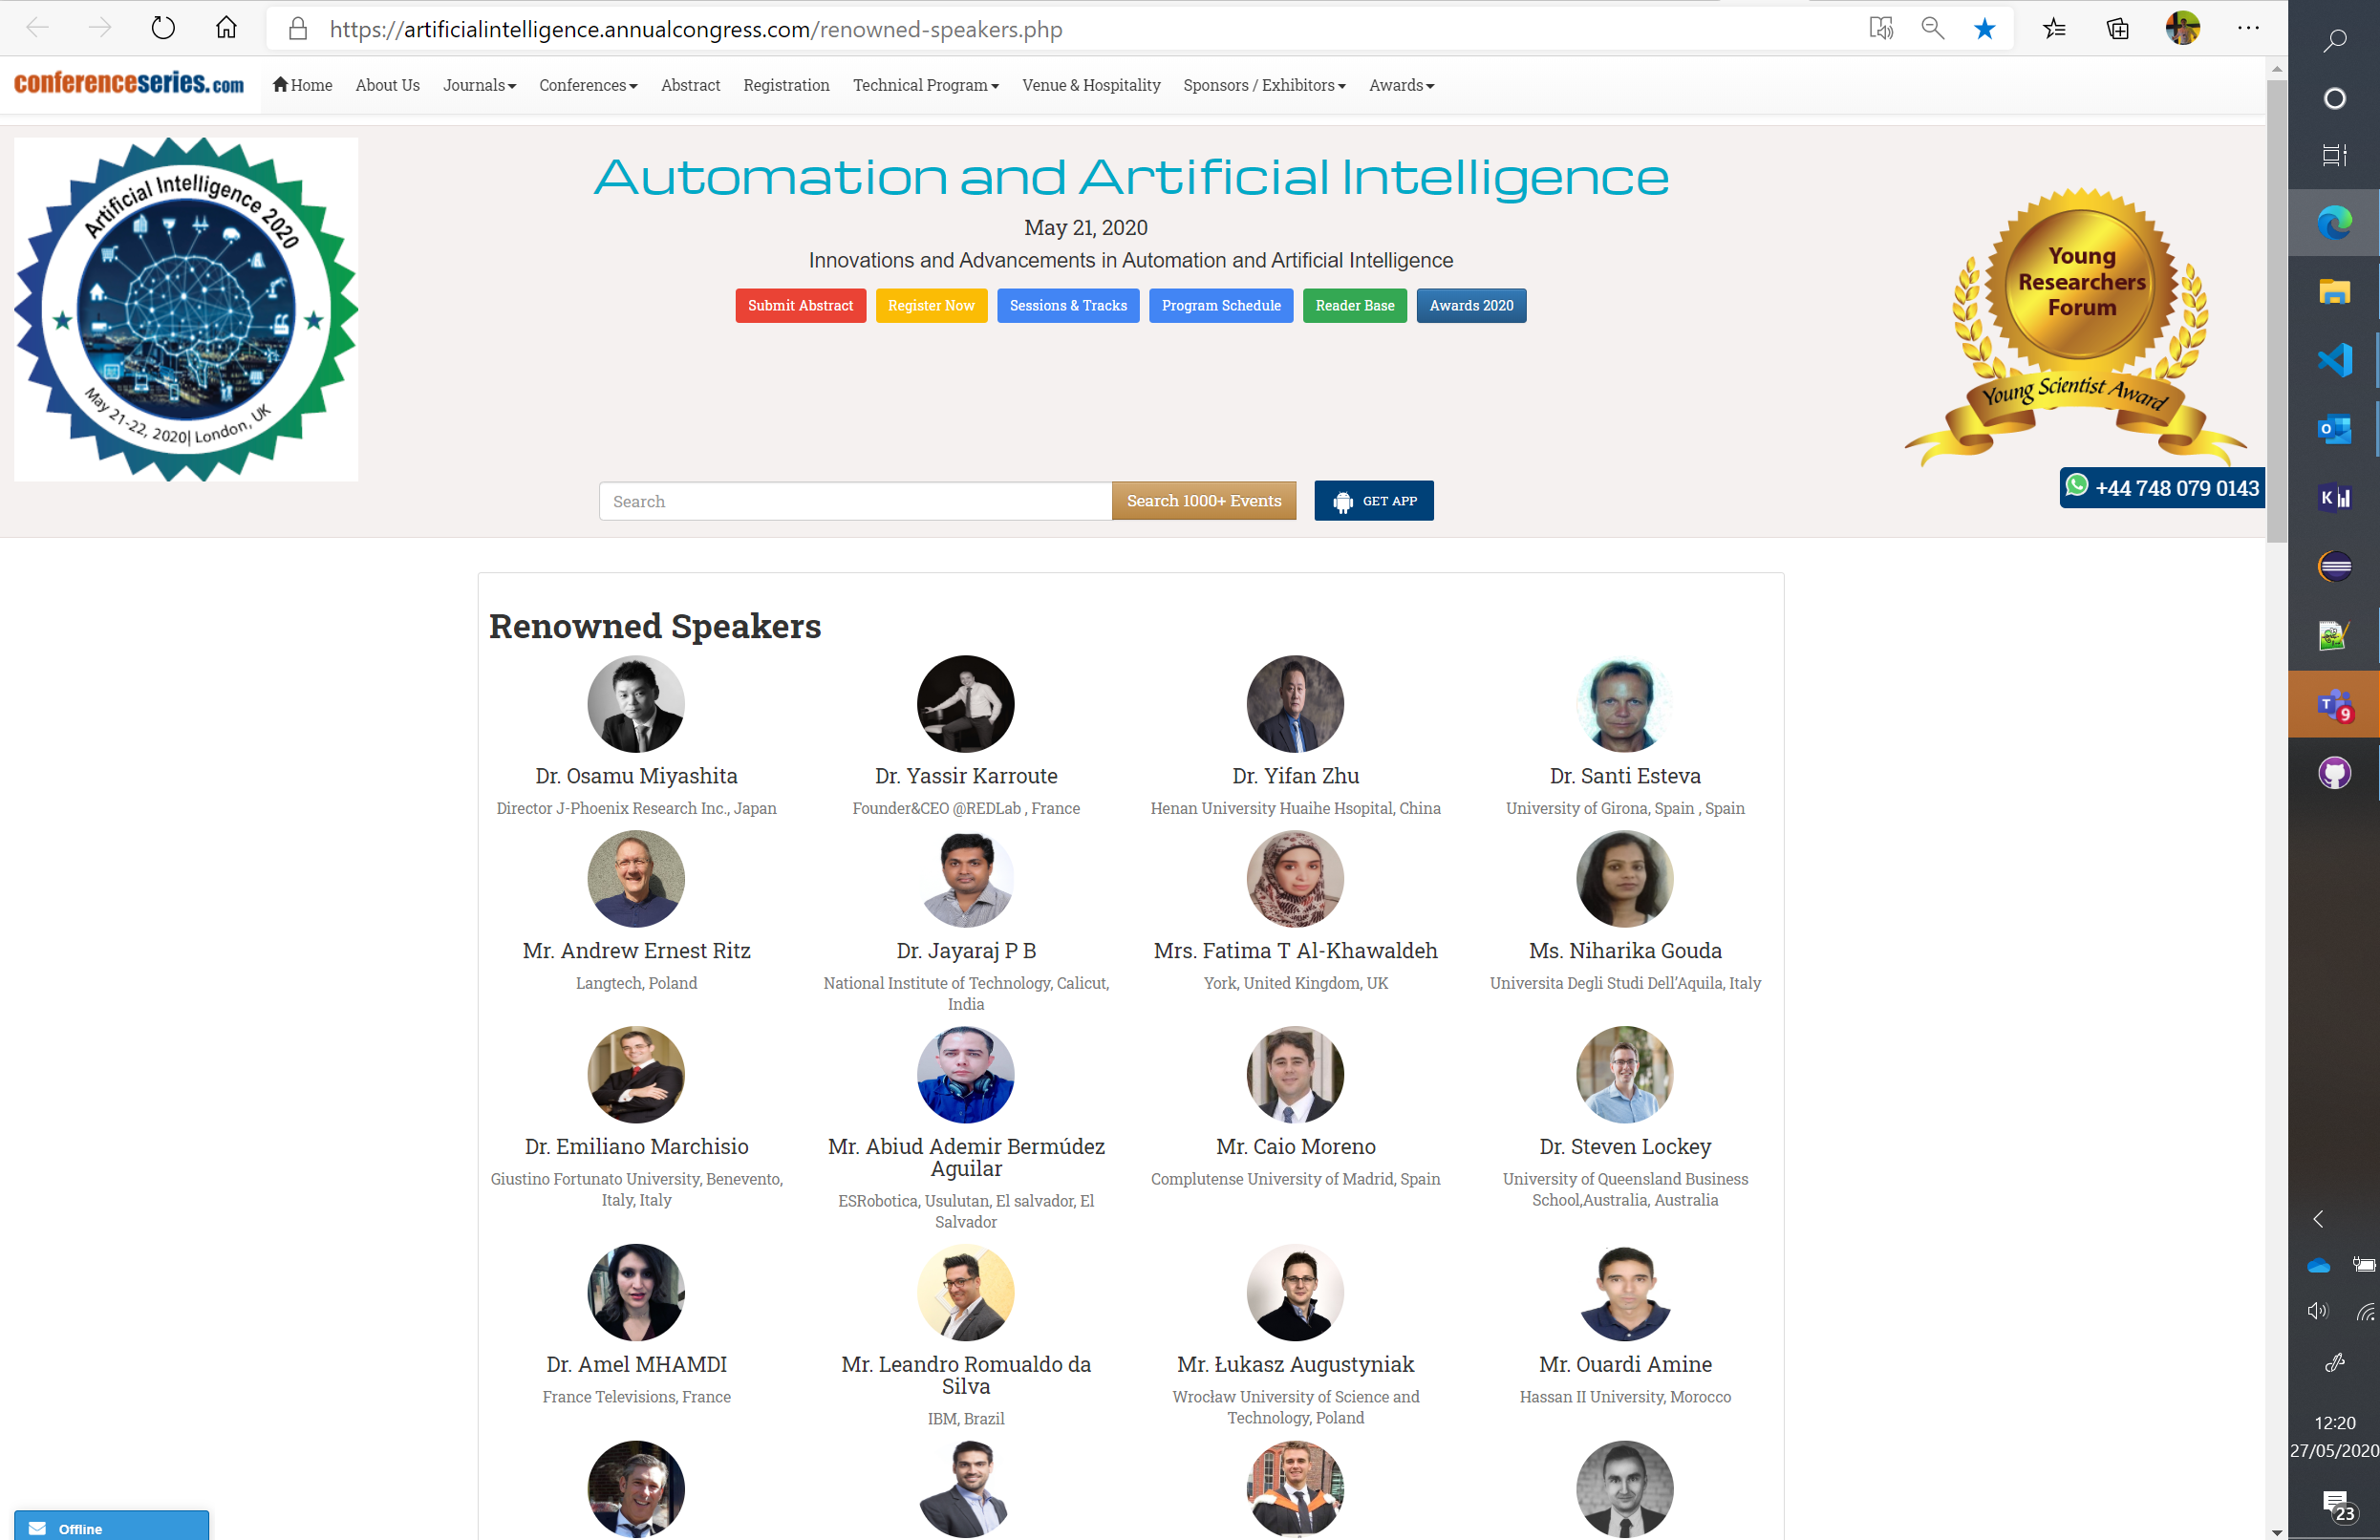 https://artificialintelligence.annualcongress.com/renowned-speakers.php
conferenceseries.com
Home About Us Journals Conferences Abstract Registration Technical Program Venue & Hospitality Sponsors / Exhibitors Awards
Artificial Intelligence 2020
May 21-22, 2020| London, UK
Automation and Artificial Intelligence
May 21, 2020
Innovations and Advancements in Automation and Artificial Intelligence
Submit Abstract Register Now Sessions & Tracks Program Schedule Reader Base Awards 2020
Young
Researchers
Forum
Young Scientist Award
+44 748 079 0143
Search Search 1000+ Events GET APP
Renowned Speakers
Dr. Osamu Miyashita Dr. Yassir Karroute Dr. Yifan Zhu Dr. Santi Esteva
Director J-Phoenix Research Inc., Japan Founder&CEO @REDLab , France Henan University Huaihe Hsopital, China University of Girona, Spain , Spain
Mr. Andrew Ernest Ritz Dr. Jayaraj P B Mrs. Fatima T Al-Khawaldeh Ms. Niharika Gouda
Langtech, Poland National Institute of Technology, Calicut, York, United Kingdom, UK Universita Degli Studi Dell’Aquila, Italy
India
Dr. Emiliano Marchisio Mr. Abiud Ademir Bermúdez Mr. Caio Moreno Dr. Steven Lockey
Aguilar
Giustino Fortunato University, Benevento, Complutense University of Madrid, Spain University of Queensland Business
Italy, Italy ESRobotica, Usulutan, El salvador, El School,Australia, Australia
Salvador
Dr. Amel MHAMDI Mr. Leandro Romualdo da Mr. Łukasz Augustyniak Mr. Ouardi Amine
Silva
France Televisions, France Wrocław University of Science and Hassan II University, Morocco
IBM, Brazil Technology, Poland
Offline
9
12:20
27/05/2020
23